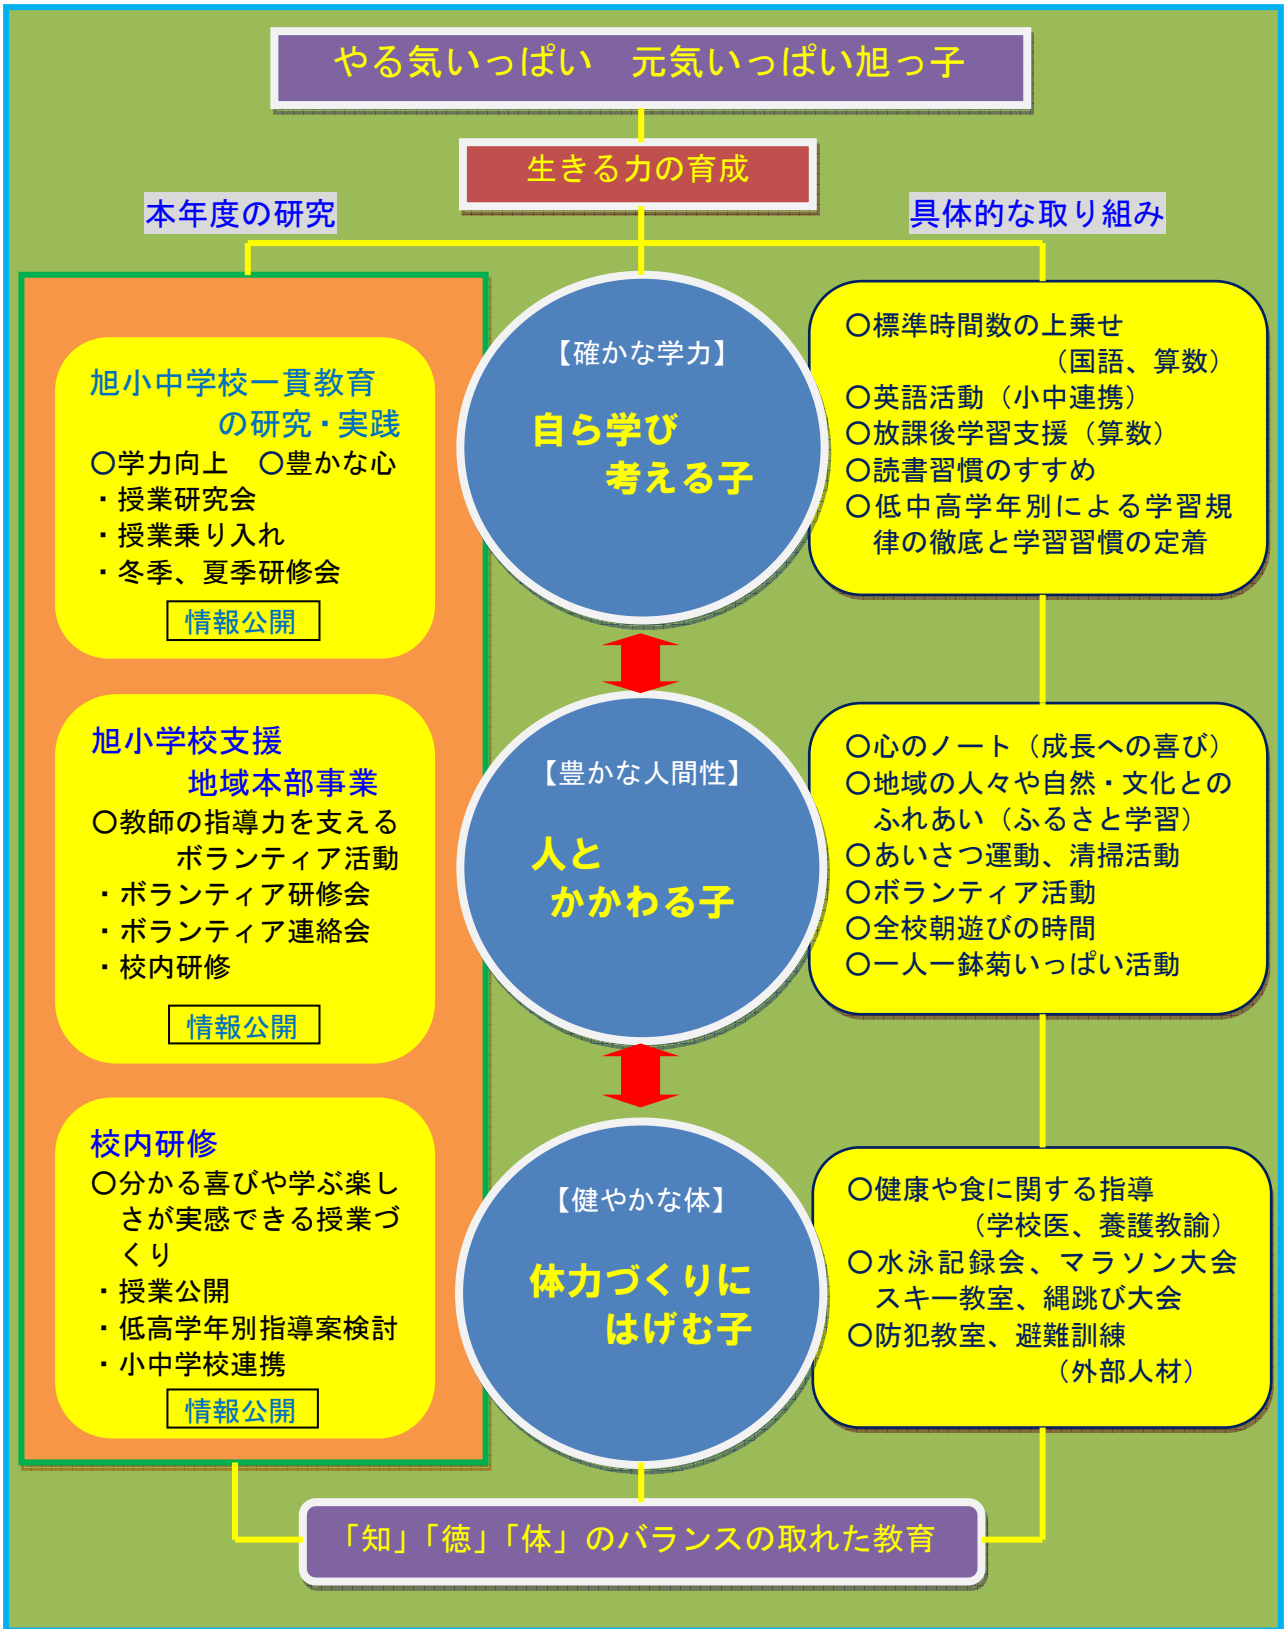 やる気いっぱい　元気いっぱい旭っ子
生きる力の育成
本年度の研究
旭小中学校一貫教育
の研究・実践
○学力向上　○豊かな心
・授業研究会
・授業乗り入れ
・冬季、夏季研修会
情報公開
旭小学校支援
地域本部事業
○教師の指導力を支える
ボランティア活動
・ボランティア研修会
・ボランティア連絡会
・校内研修
情報公開
校内研修
○分かる喜びや学ぶ楽し
さが実感できる授業づ
くり
・授業公開
・低高学年別指導案検討
・小中学校連携
情報公開
【確かな学力】
自ら学び
考える子
【豊かな人間性】
人と
かかわる子
【健やかな体】
体力づくりに
はげむ子
具体的な取り組み
○標準時間数の上乗せ
（国語、算数）
○英語活動（小中連携）
○放課後学習支援（算数）
○読書習慣のすすめ
○低中高学年別による学習規
律の徹底と学習習慣の定着
○心のノート（成長への喜び）
○地域の人々や自然・文化との
ふれあい（ふるさと学習）
○あいさつ運動、清掃活動
○ボランティア活動
○全校朝遊びの時間
○一人一鉢菊いっぱい活動
○健康や食に関する指導
（学校医、養護教諭）
○水泳記録会、マラソン大会
スキー教室、縄跳び大会
○防犯教室、避難訓練
（外部人材）
「知」「徳」「体」のバランスの取れた教育